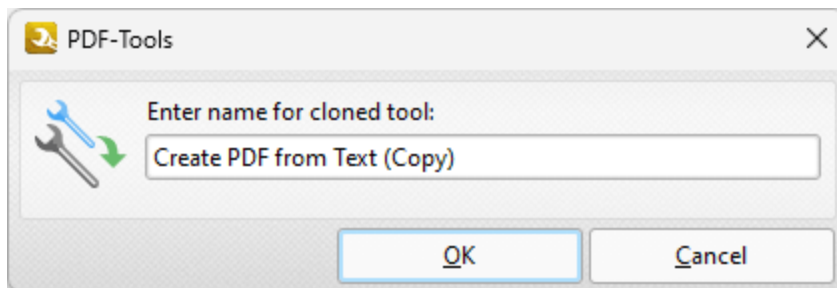 PDF-Tools
Enter name for cloned tool:
Create PDF from Text (Copy)
OK
Cancel